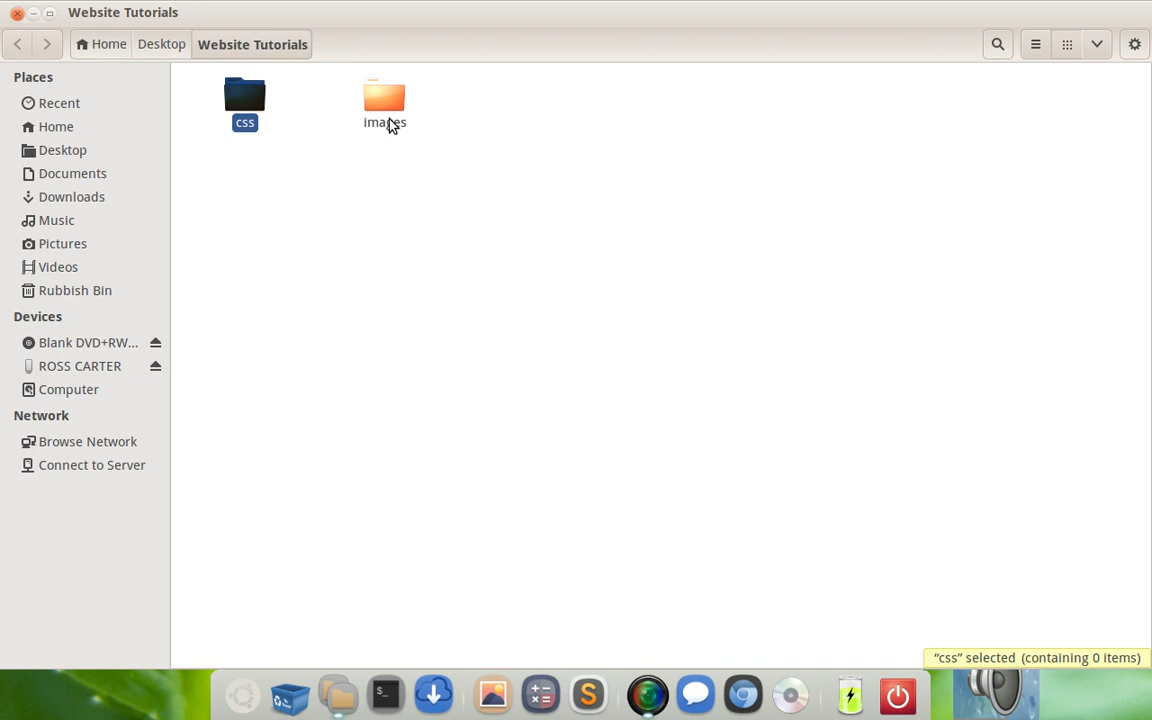 Website Tutorials
Home Desktop Website Tutorials
Places
Recent
Home
Desktop
Documents
Downloads
Music
Pictures
Videos
Rubbish Bin
Devices
Blank DVD+RW...
ROSS CARTER
Computer
Network
Browse Network
Connect to Server
css
images
"css" selected (containing 0 items)
>_
S